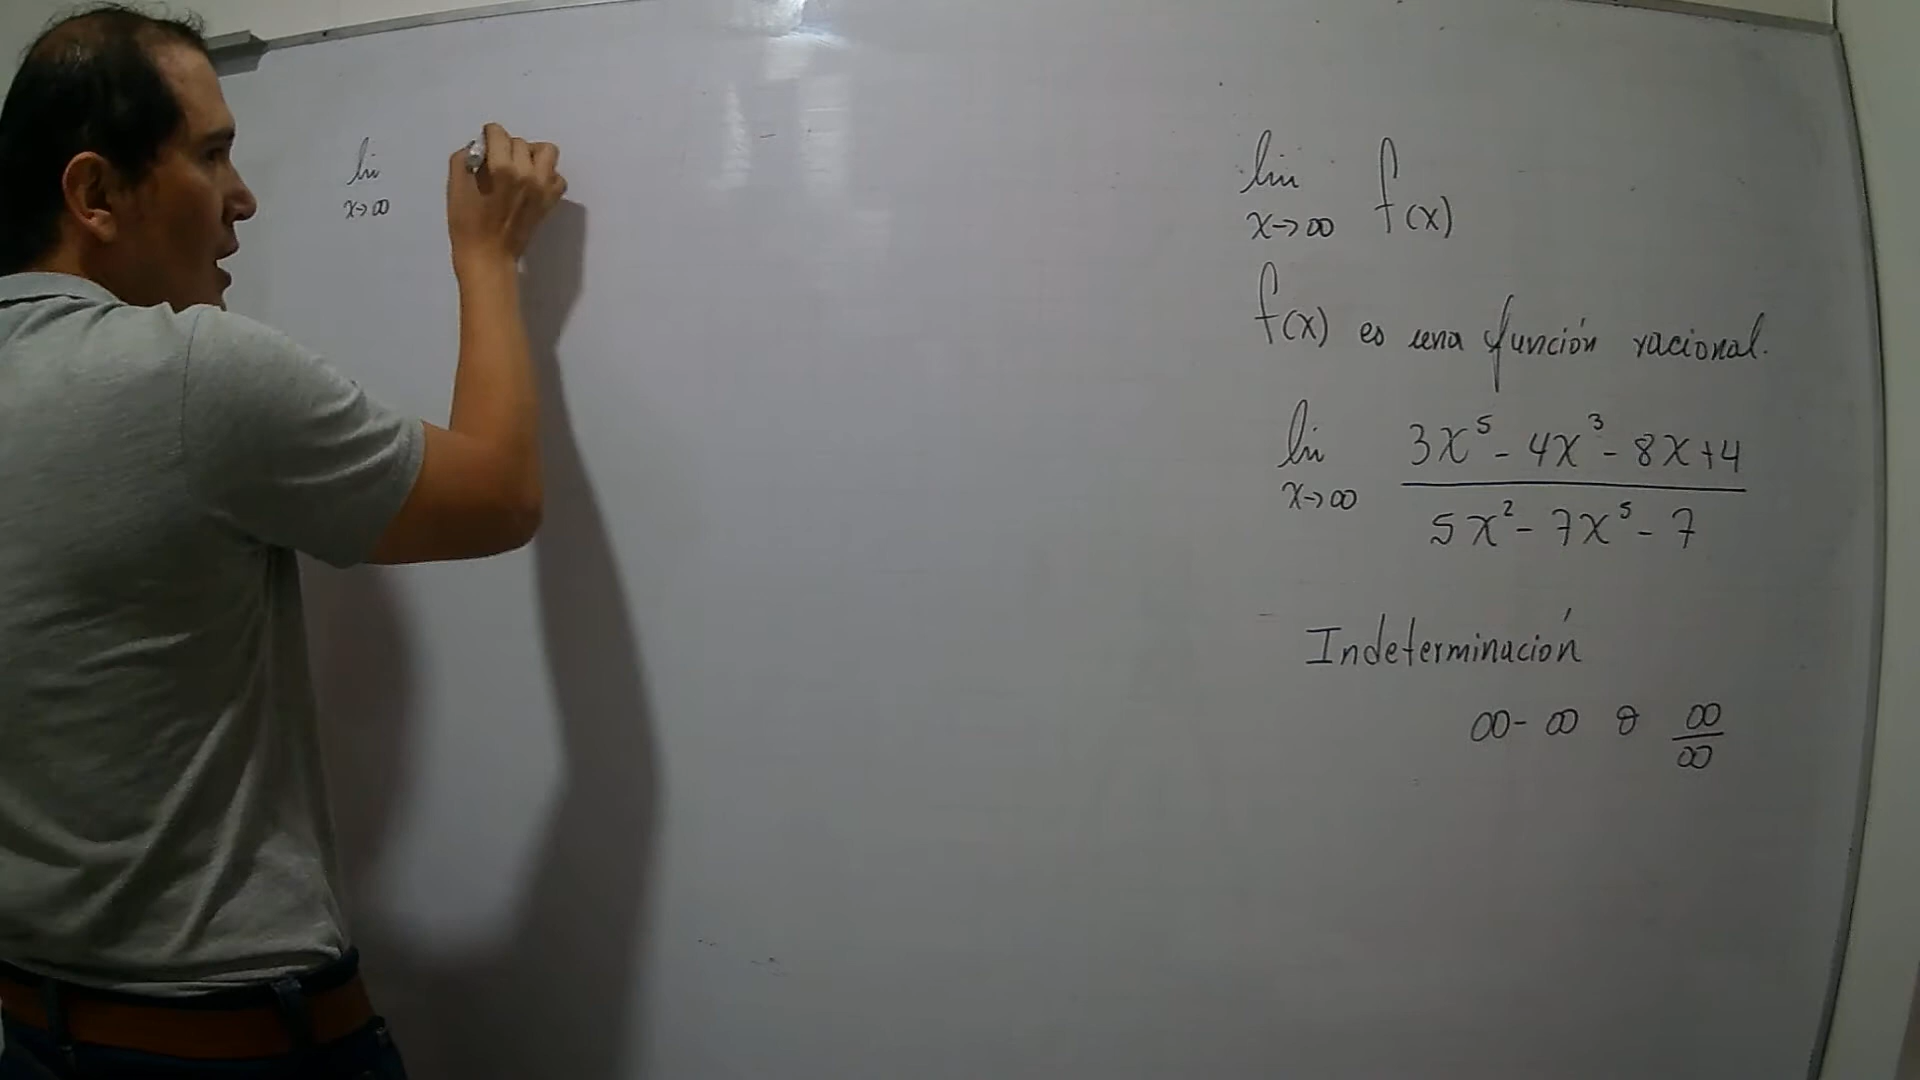 lim
x→∞
lim f(x)
x→∞
f(x) es una función racional.
lim 3x⁵ - 4x³ - 8x + 4
x→∞ 5x² - 7x⁵ - 7
Indeterminación
∞ - ∞ o ∞
∞